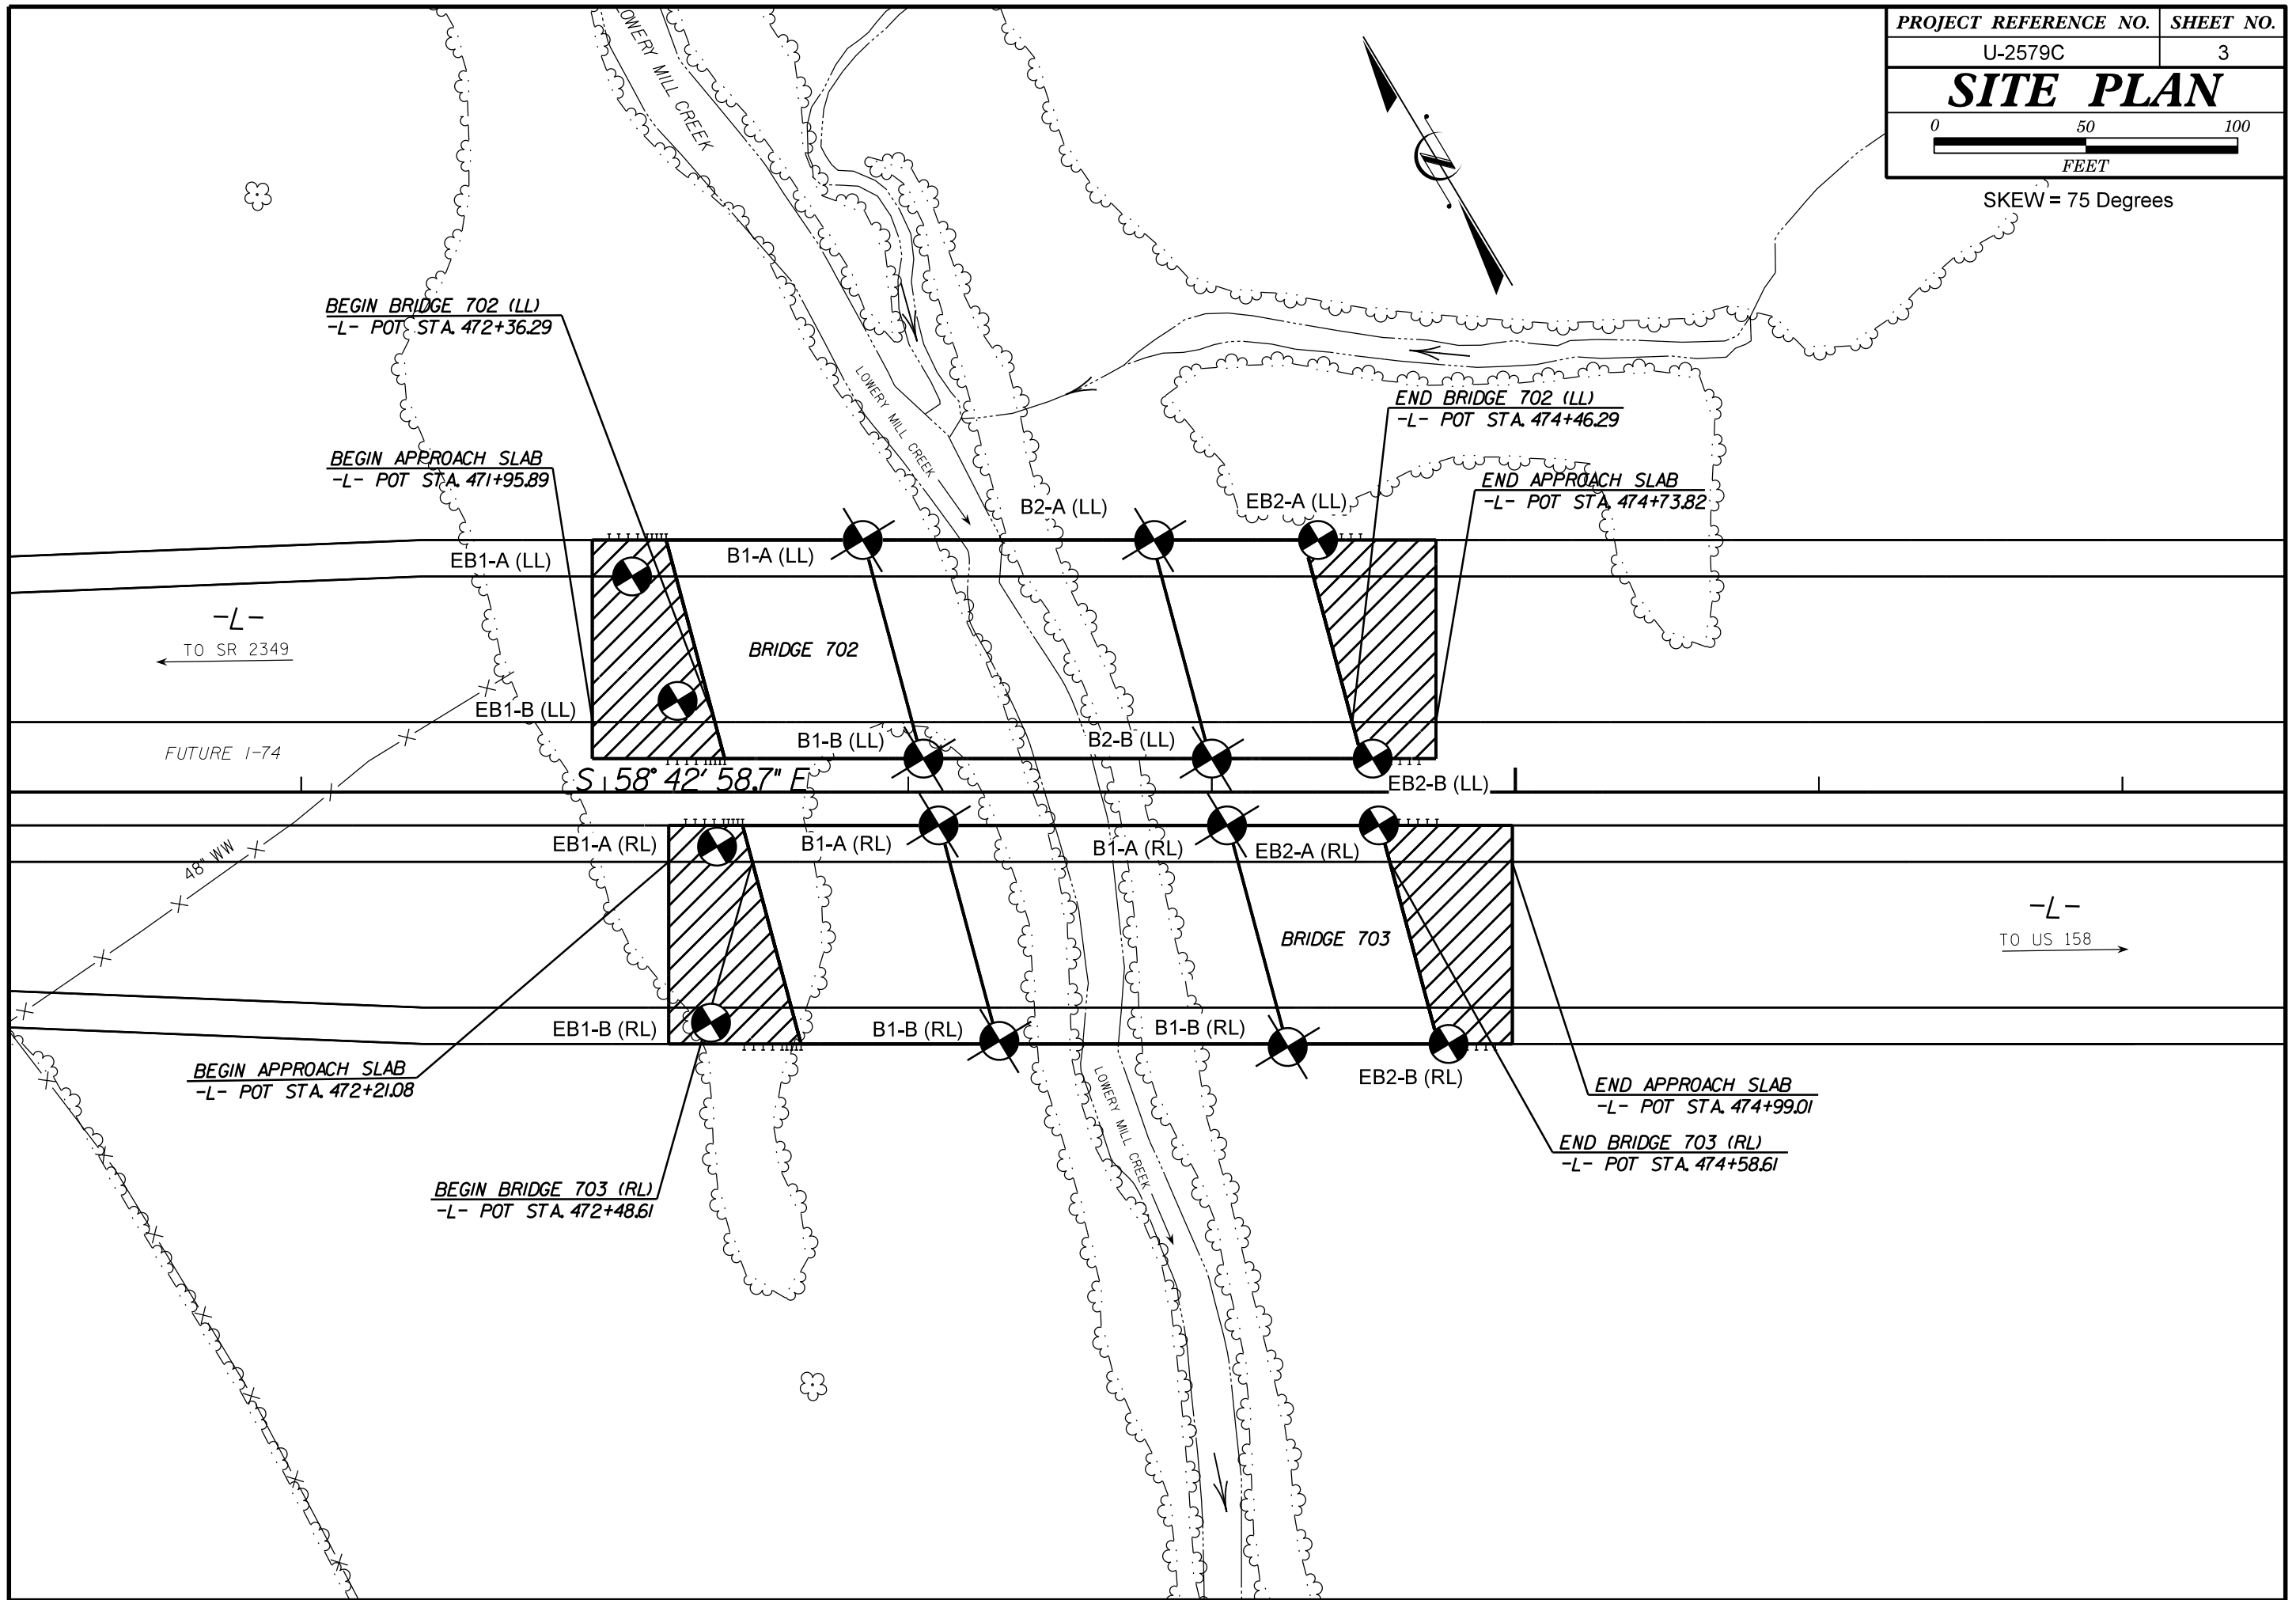 PROJECT REFERENCE NO. SHEET NO.
U-2579C 3
SITE PLAN
0 50 100
FEET
SKEW = 75 Degrees
LOWERY MILL CREEK
N
BEGIN BRIDGE 702 (LL)
-L- POT STA. 472+36.29
BEGIN APPROACH SLAB
-L- POT STA. 471+95.89
LOWERY MILL CREEK
END BRIDGE 702 (LL)
-L- POT STA. 474+46.29
END APPROACH SLAB
-L- POT STA. 474+73.82
B2-A (LL)
EB2-A (LL)
EB1-A (LL)
B1-A (LL)
-L-
TO SR 2349
BRIDGE 702
EB1-B (LL)
B1-B (LL)
B2-B (LL)
FUTURE I-74
S 58° 42' 58.7" E
EB2-B (LL)
EB1-A (RL)
B1-A (RL)
B1-A (RL)
EB2-A (RL)
48" WW
BRIDGE 703
-L-
TO US 158
EB1-B (RL)
B1-B (RL)
B1-B (RL)
EB2-B (RL)
BEGIN APPROACH SLAB
-L- POT STA. 472+21.08
LOWERY MILL CREEK
END APPROACH SLAB
-L- POT STA. 474+99.01
END BRIDGE 703 (RL)
-L- POT STA. 474+58.61
BEGIN BRIDGE 703 (RL)
-L- POT STA. 472+48.61